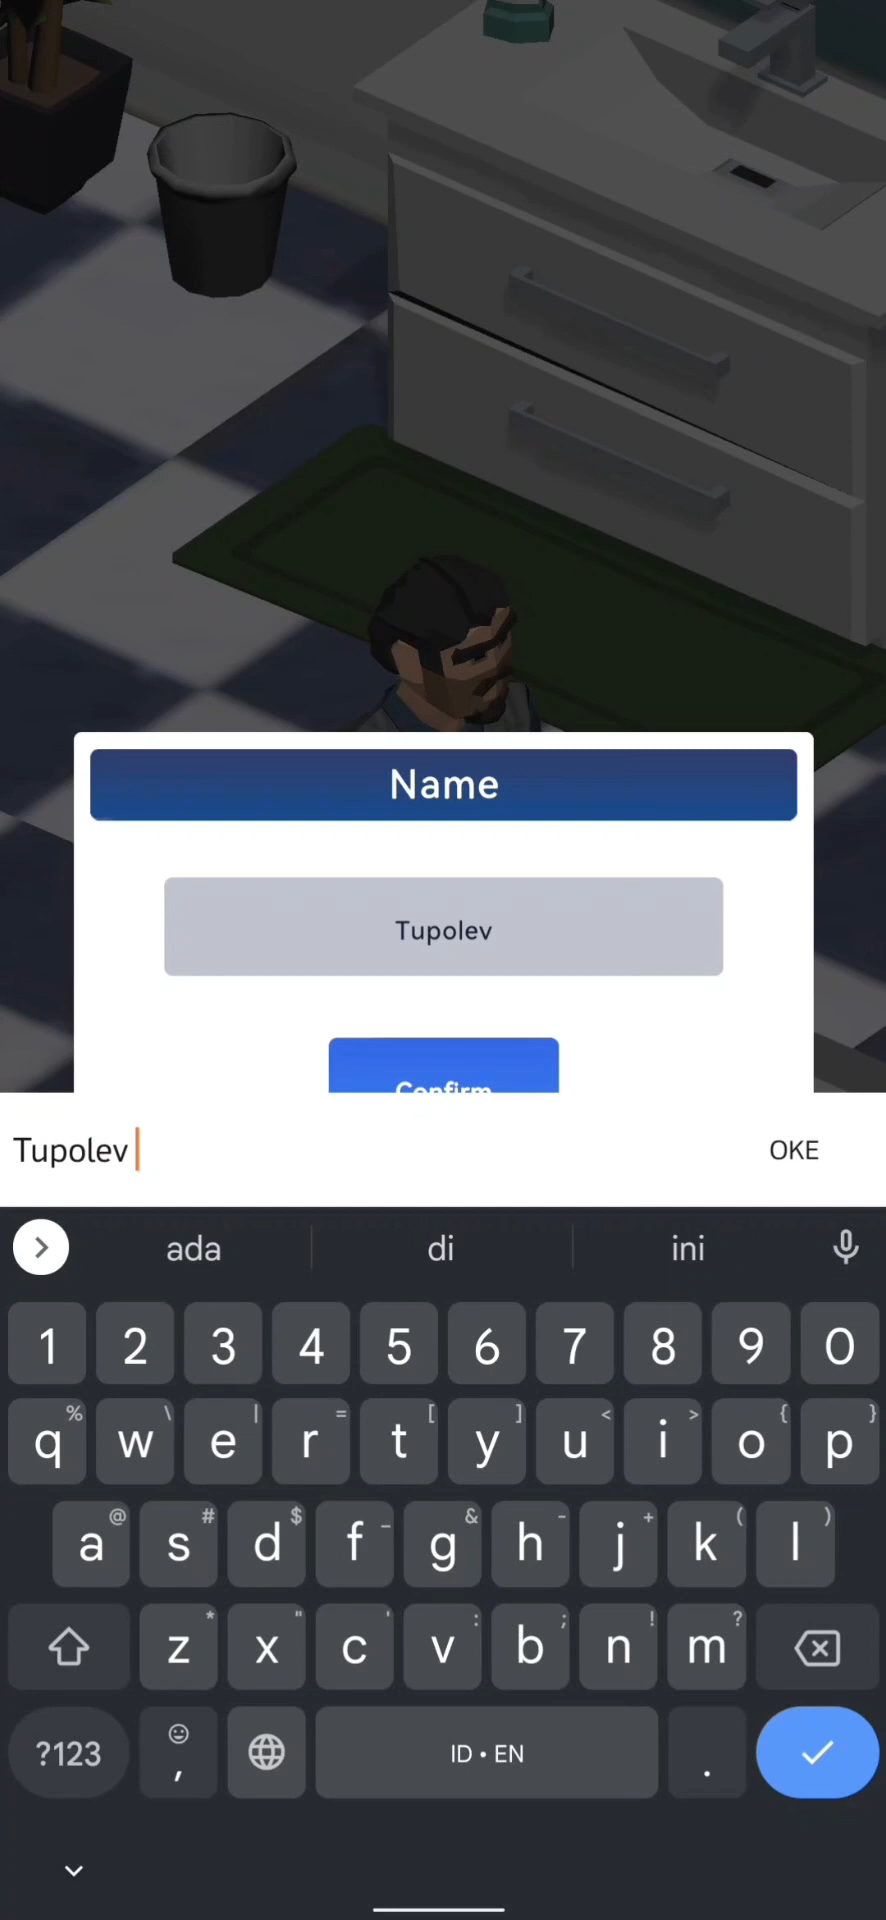 Name
Tupolev
Confirm
Tupolev
OKE
ada di ini
1 2 3 4 5 6 7 8 9 0
% \ | = [ ] < > { }
q w e r t y u i o p
@ # $ _ & - + ( )
a s d f g h j k l
* " ' : ; ! ?
z x c v b n m
?123 , ID • EN .